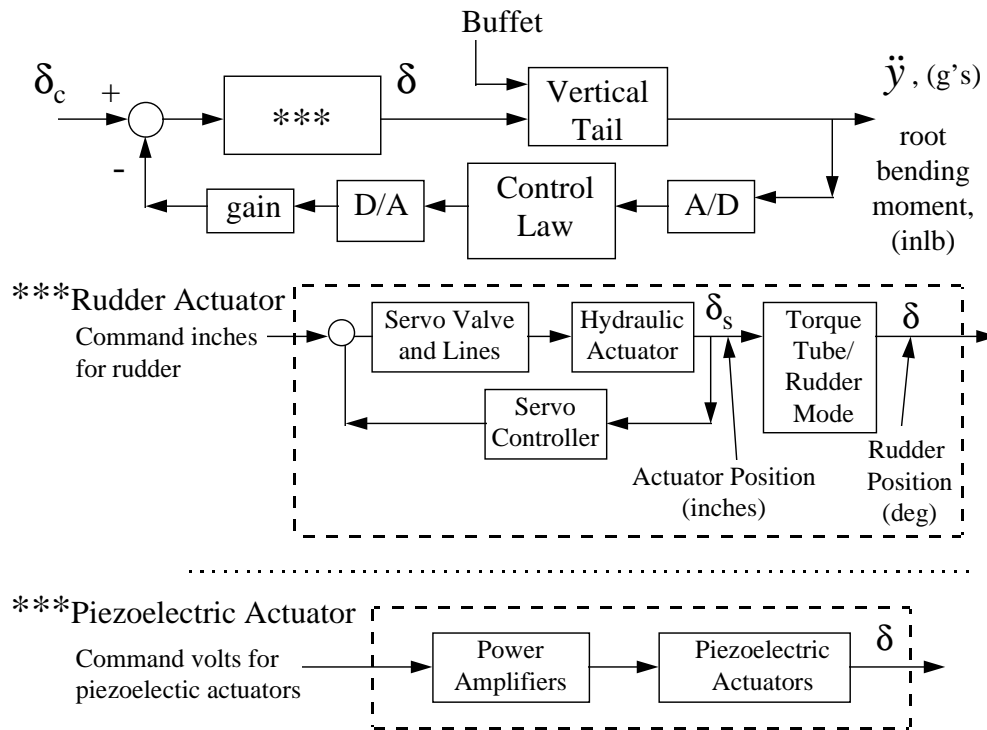 Buffet
δc
+
-
***
δ
Vertical
Tail
ÿ, (g's)
root
bending
moment,
(inlb)
gain
D/A
Control
Law
A/D
***Rudder Actuator
Command inches
for rudder
Servo Valve
and Lines
Hydraulic
Actuator
δs
Torque
Tube/
Rudder
Mode
δ
Servo
Controller
Actuator Position
(inches)
Rudder
Position
(deg)
***Piezoelectric Actuator
Command volts for
piezoelectic actuators
Power
Amplifiers
Piezoelectric
Actuators
δ